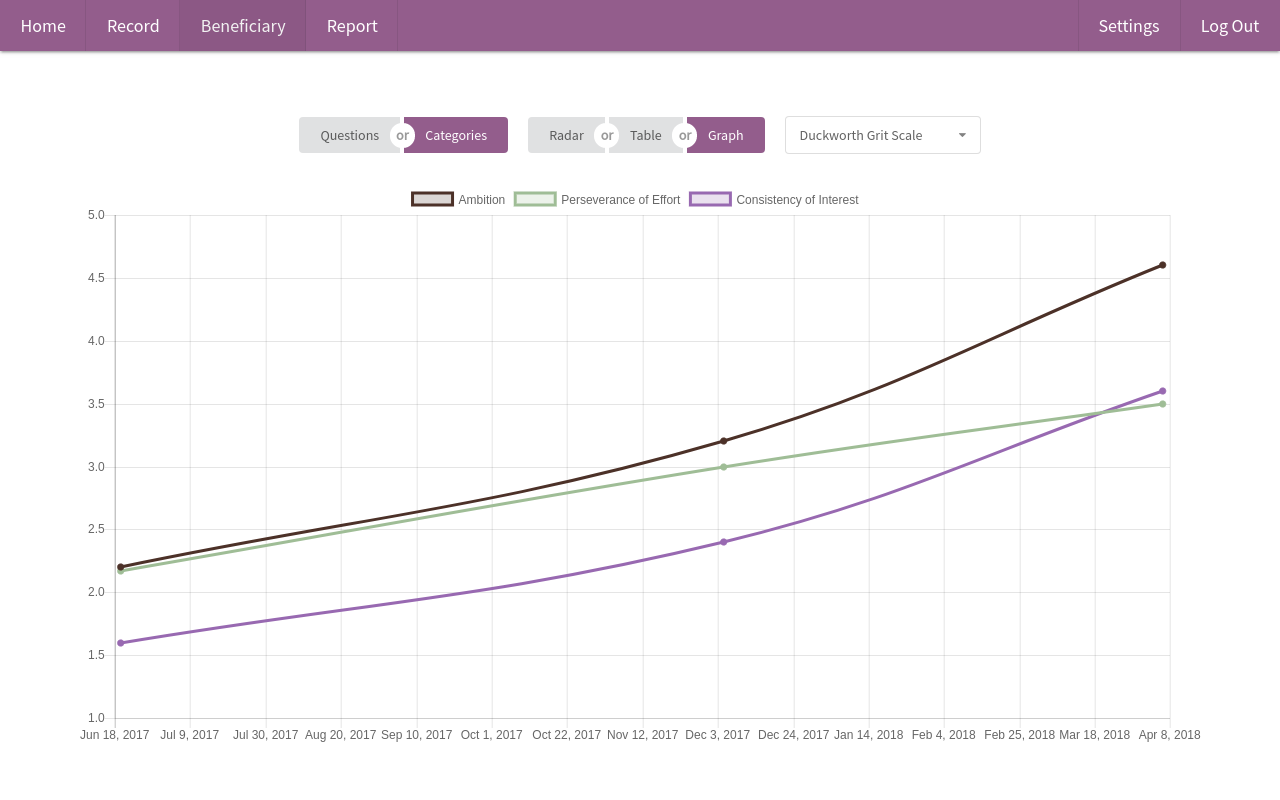 Home Record Beneficiary Report Settings Log Out
Questions or Categories Radar or Table or Graph Duckworth Grit Scale
Ambition Perseverance of Effort Consistency of Interest
5.0
4.5
4.0
3.5
3.0
2.5
2.0
1.5
1.0
Jun 18, 2017 Jul 9, 2017 Jul 30, 2017 Aug 20, 2017 Sep 10, 2017 Oct 1, 2017 Oct 22, 2017 Nov 12, 2017 Dec 3, 2017 Dec 24, 2017 Jan 14, 2018 Feb 4, 2018 Feb 25, 2018 Mar 18, 2018 Apr 8, 2018